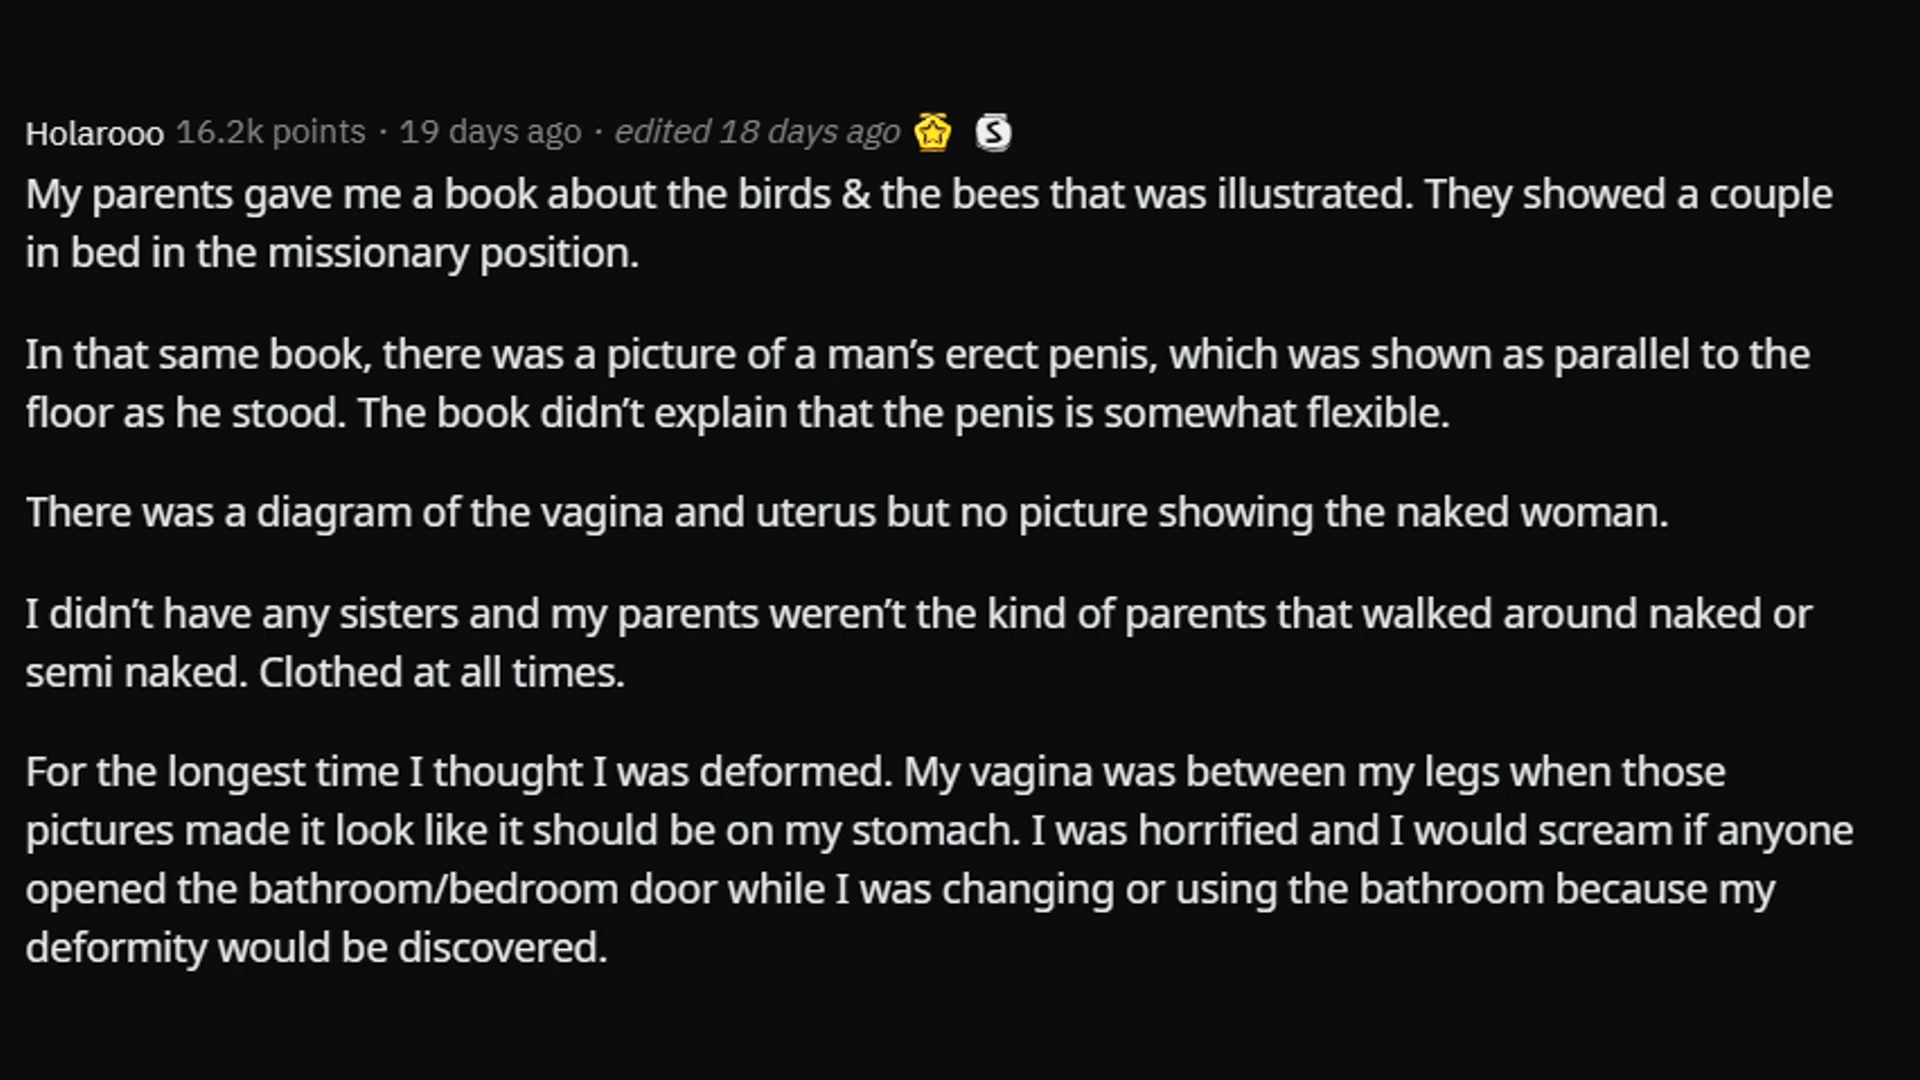 Holarooo 16.2k points · 19 days ago · edited 18 days ago
My parents gave me a book about the birds & the bees that was illustrated. They showed a couple
in bed in the missionary position.
In that same book, there was a picture of a man’s erect penis, which was shown as parallel to the
floor as he stood. The book didn’t explain that the penis is somewhat flexible.
There was a diagram of the vagina and uterus but no picture showing the naked woman.
I didn’t have any sisters and my parents weren’t the kind of parents that walked around naked or
semi naked. Clothed at all times.
For the longest time I thought I was deformed. My vagina was between my legs when those
pictures made it look like it should be on my stomach. I was horrified and I would scream if anyone
opened the bathroom/bedroom door while I was changing or using the bathroom because my
deformity would be discovered.